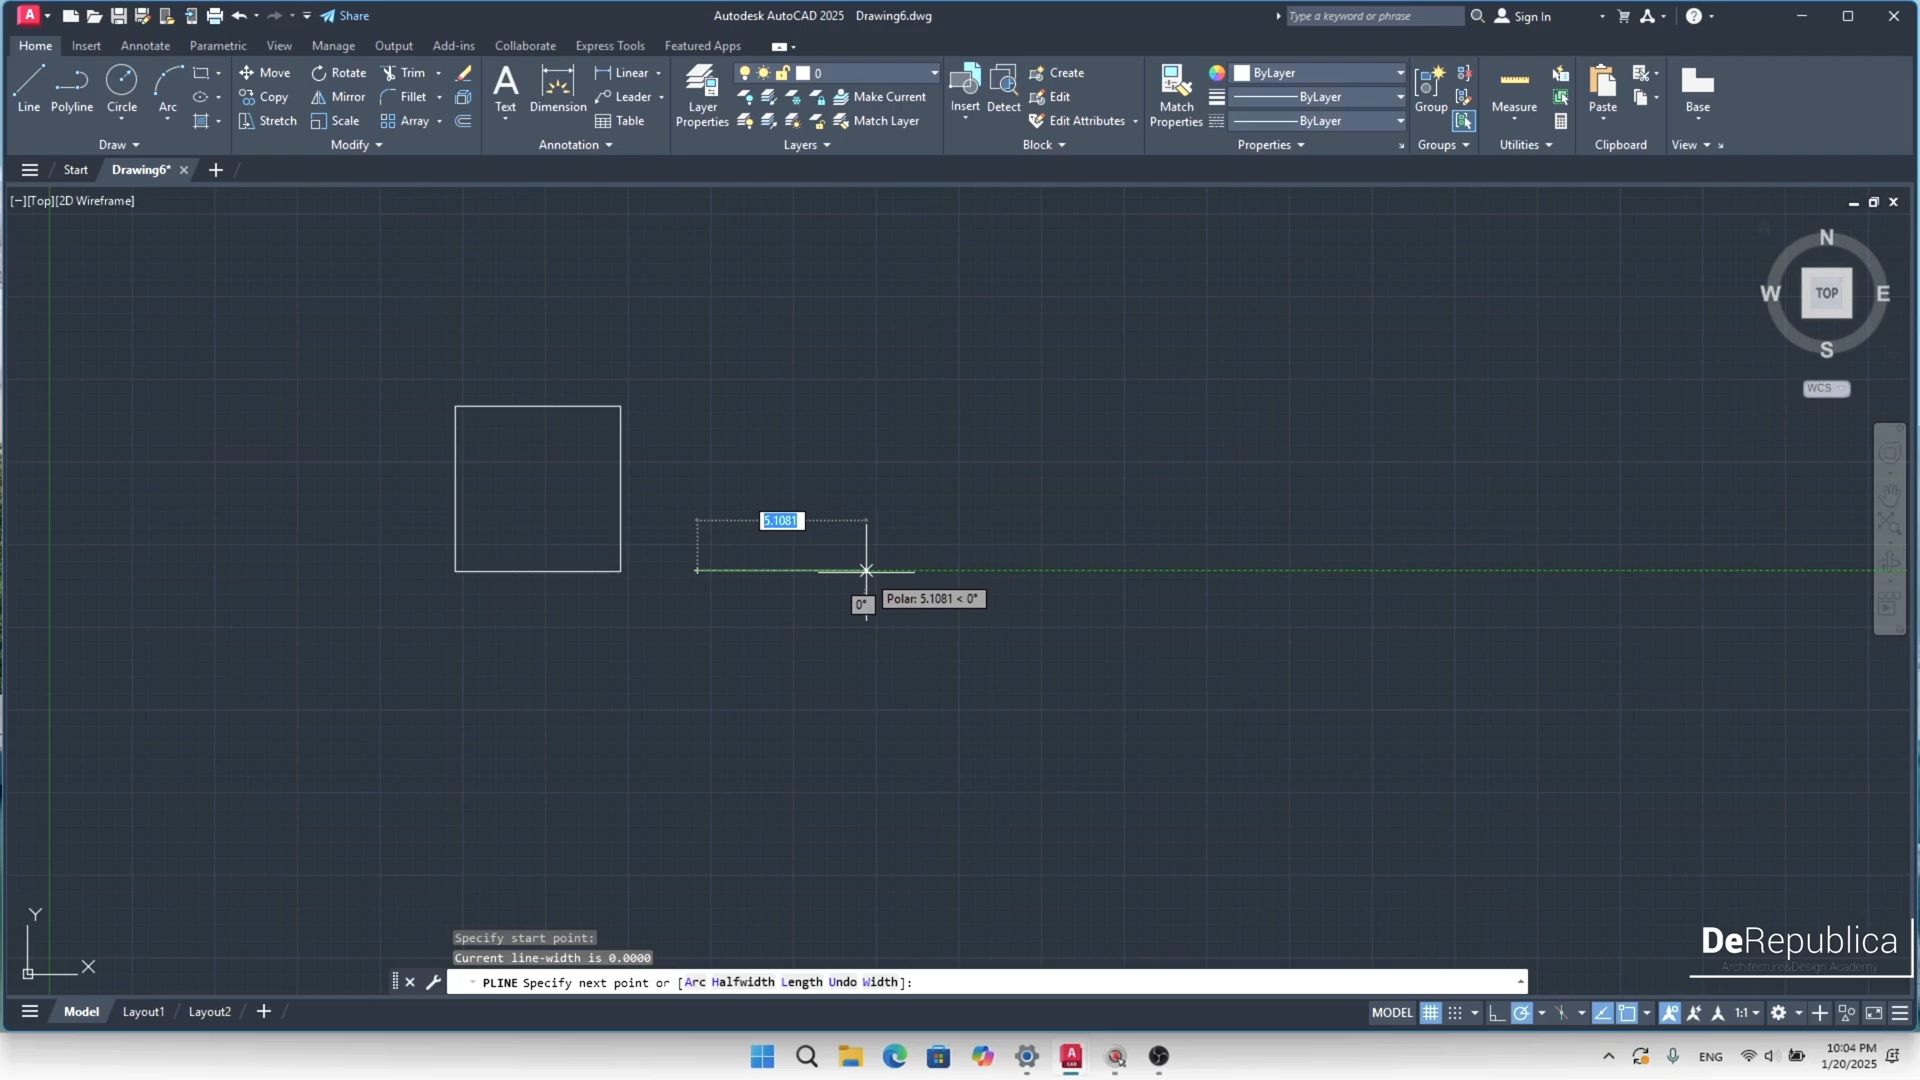 A Share Autodesk AutoCAD 2025 Drawing6.dwg Type a keyword or phrase Sign In
Home Insert Annotate Parametric View Manage Output Add-ins Collaborate Express Tools Featured Apps
Move Rotate Trim Linear 0 Create ByLayer
Line Polyline Circle Arc Copy Mirror Fillet Text Dimension Leader Layer Properties Make Current Insert Detect Edit Match Properties ByLayer Group Measure Paste Base
Stretch Scale Array Table Match Layer Edit Attributes ByLayer
Draw Modify Annotation Layers Block Properties Groups Utilities Clipboard View
Start Drawing6*
[−][Top][2D Wireframe]
N
W TOP E
S
WCS
5.1081
0° Polar: 5.1081 < 0°
Y
X
Specify start point:
Current line-width is 0.0000
PLINE Specify next point or [Arc Halfwidth Length Undo Width]:
DeRepublica
Architecture&Design Academy
Model Layout1 Layout2 MODEL 1:1
ENG 10:04 PM
1/20/2025